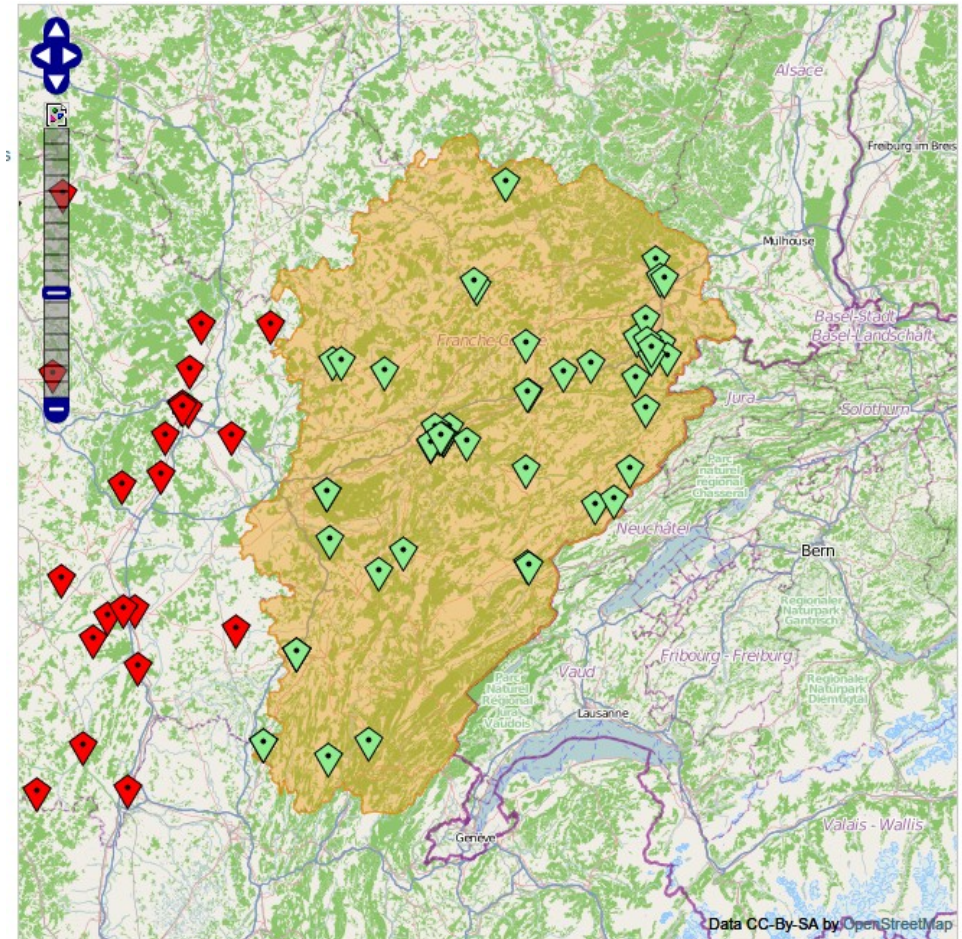 Alsace
Freiburg im Breis
s
Mulhouse
Basel-Stadt
Basel-Landschaft
Jura
Solothurn
Parc
naturel
régional
Chasseral
Neuchâtel
Bern
Regionaler
Naturpark
Gantrisch
Fribourg - Freiburg
Vaud
Parc
Naturel
Régional
Vaudois
Regionaler
Naturpark
Diemtigtal
Lausanne
Valais - Wallis
Genève
Data CC-By-SA by OpenStreetMap